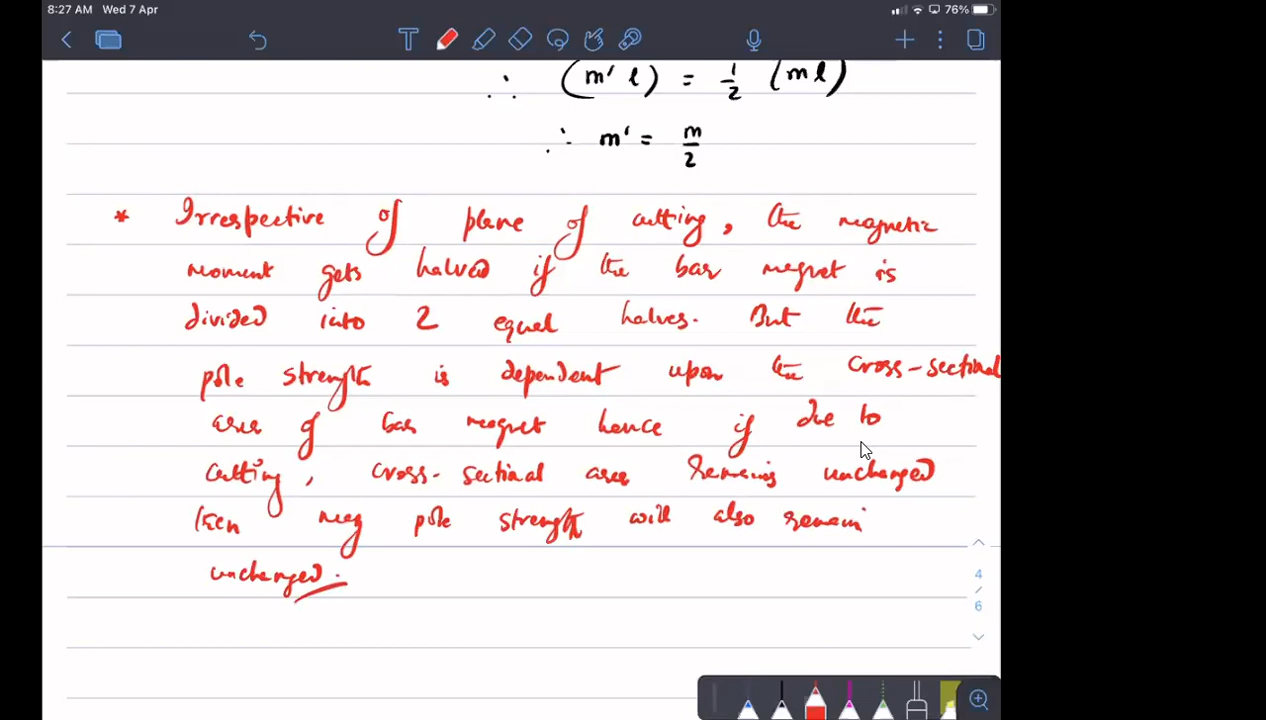 8:27 AM Wed 7 Apr
76%
∴ (m' l) = 1/2 (ml)
∴ m' = m/2
* Irrespective of plane of cutting, the magnetic
moment gets halved if the bar megnet is
divided into 2 equal halves. But the
pole strength is dependent upon the cross-sectional
area of bar megnet hence if due to
cutting, cross-sectional area remains unchanged
then meg pole strength will also remain
unchanged.
4
/
6